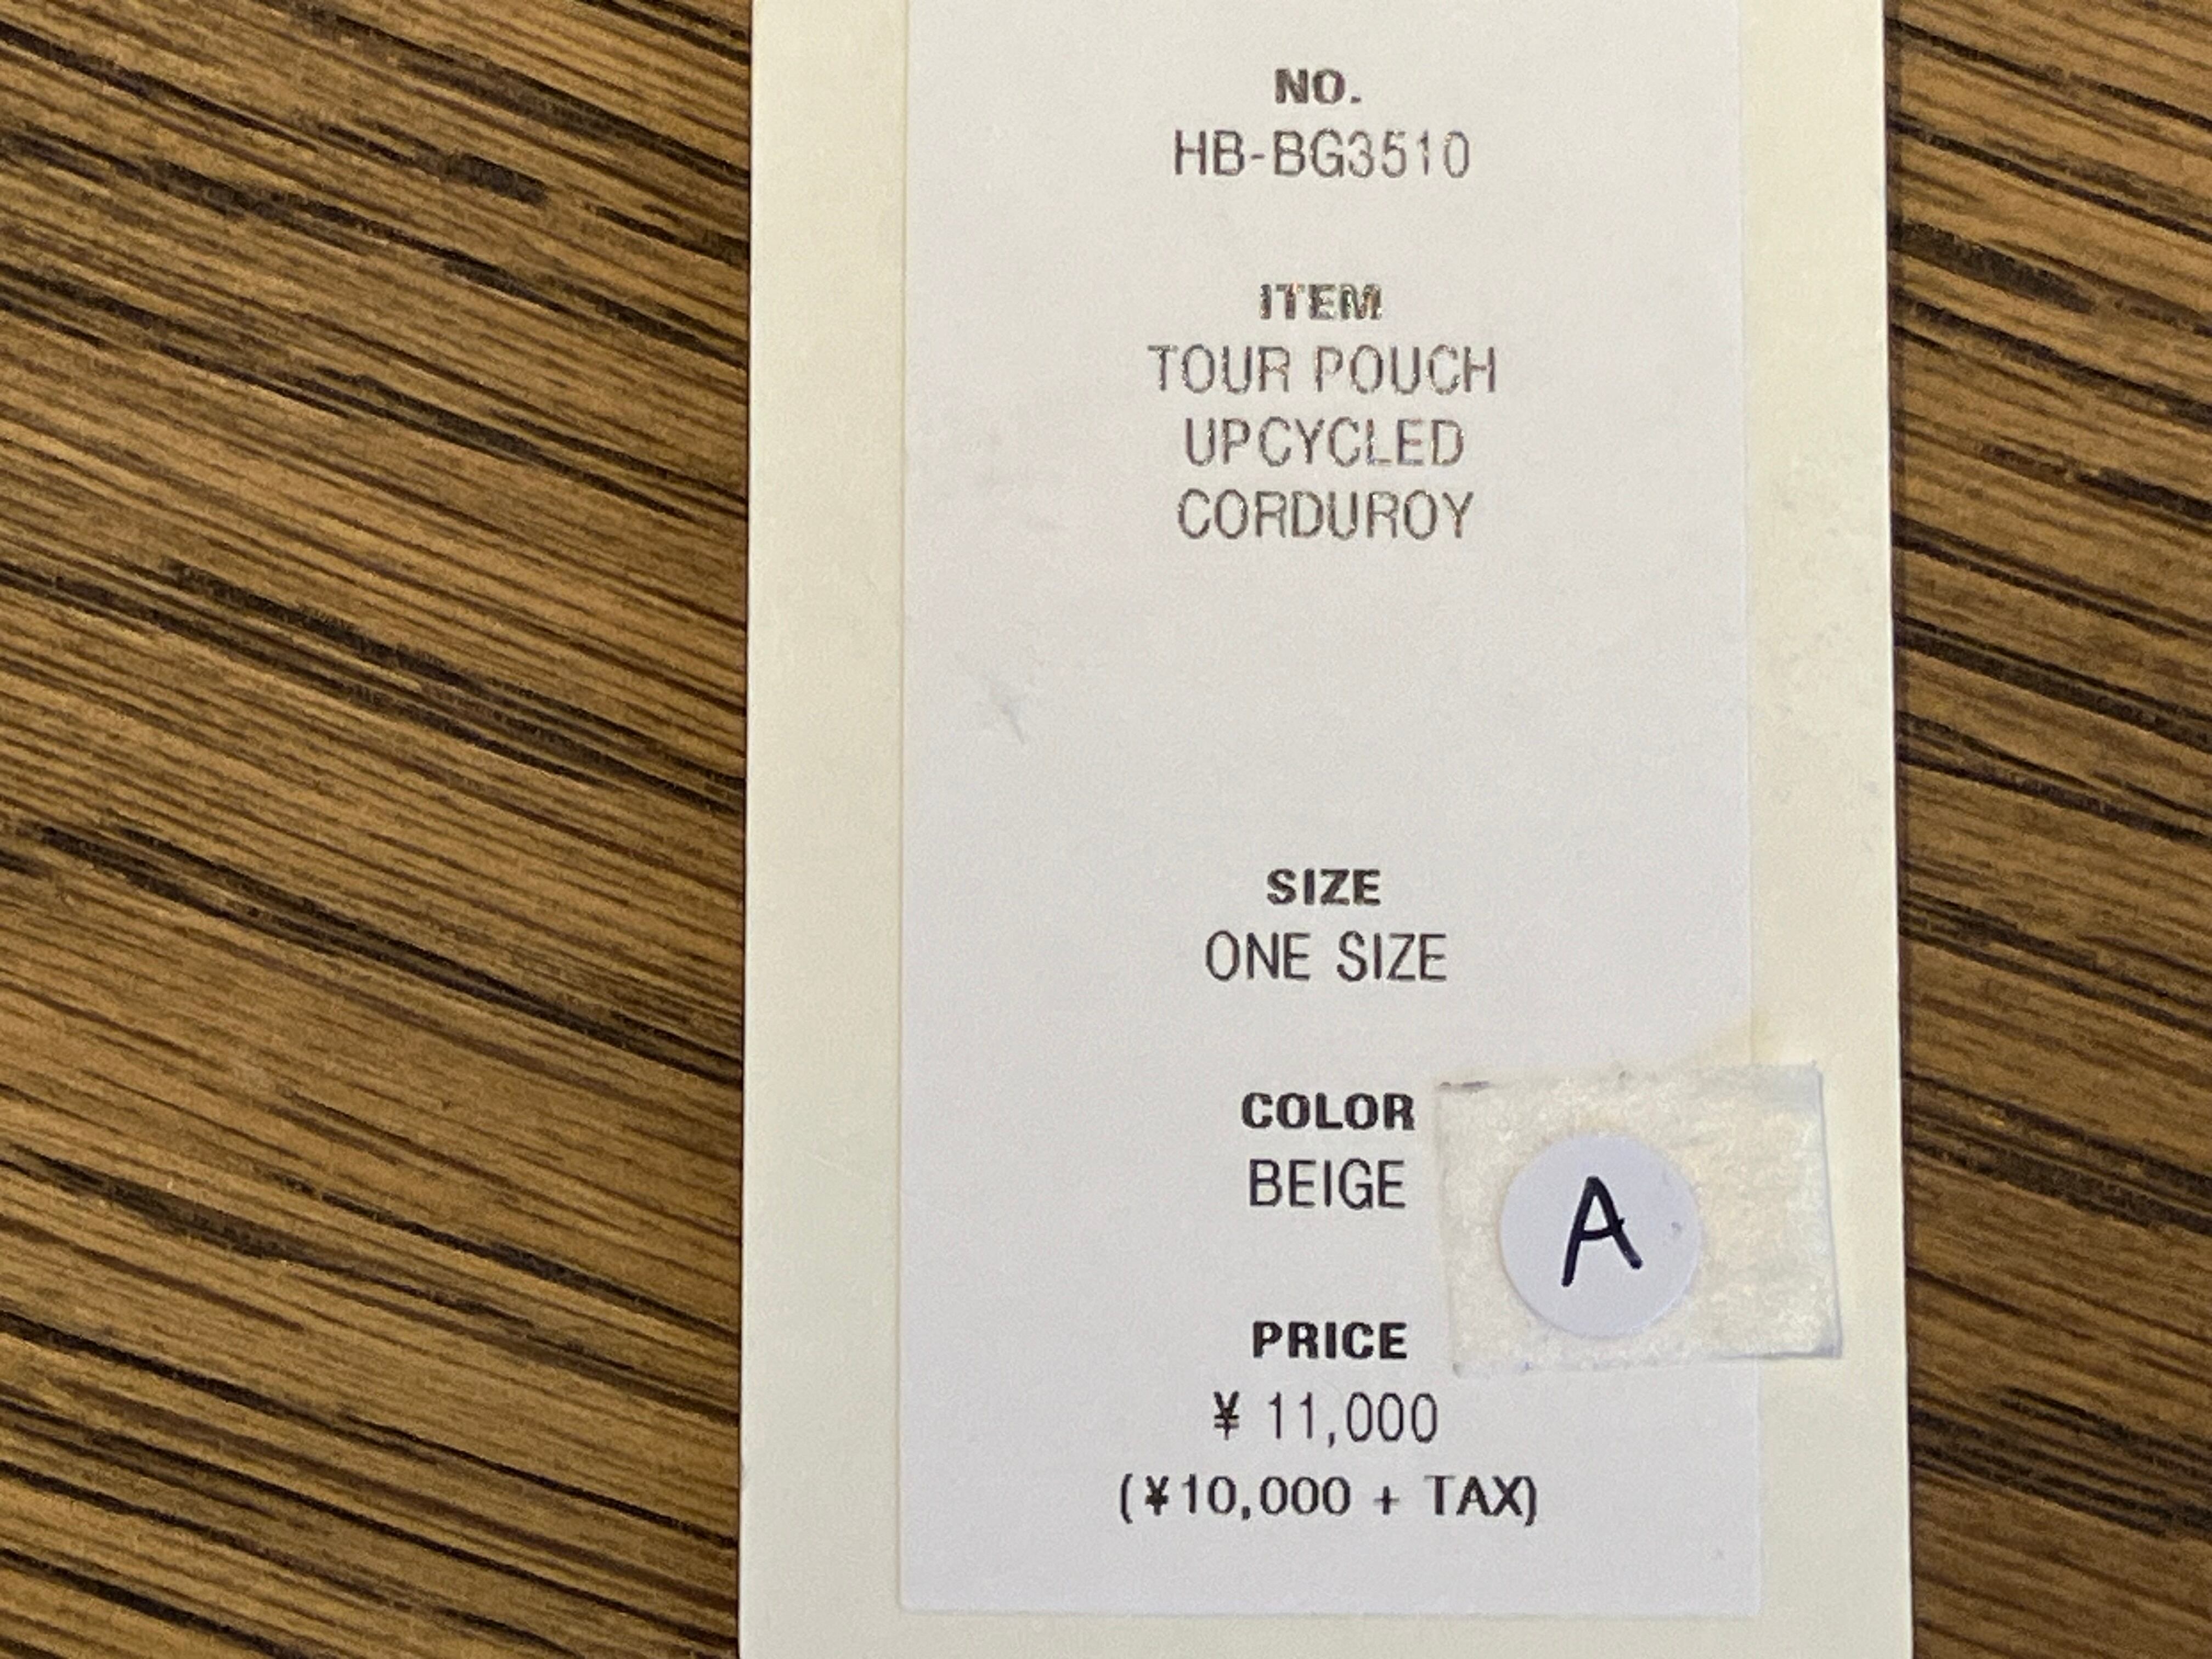 NO.
HB-BG3510
ITEM
TOUR POUCH
UPCYCLED
CORDUROY
SIZE
ONE SIZE
COLOR
BEIGE
A
PRICE
¥ 11,000
(¥10,000 + TAX)